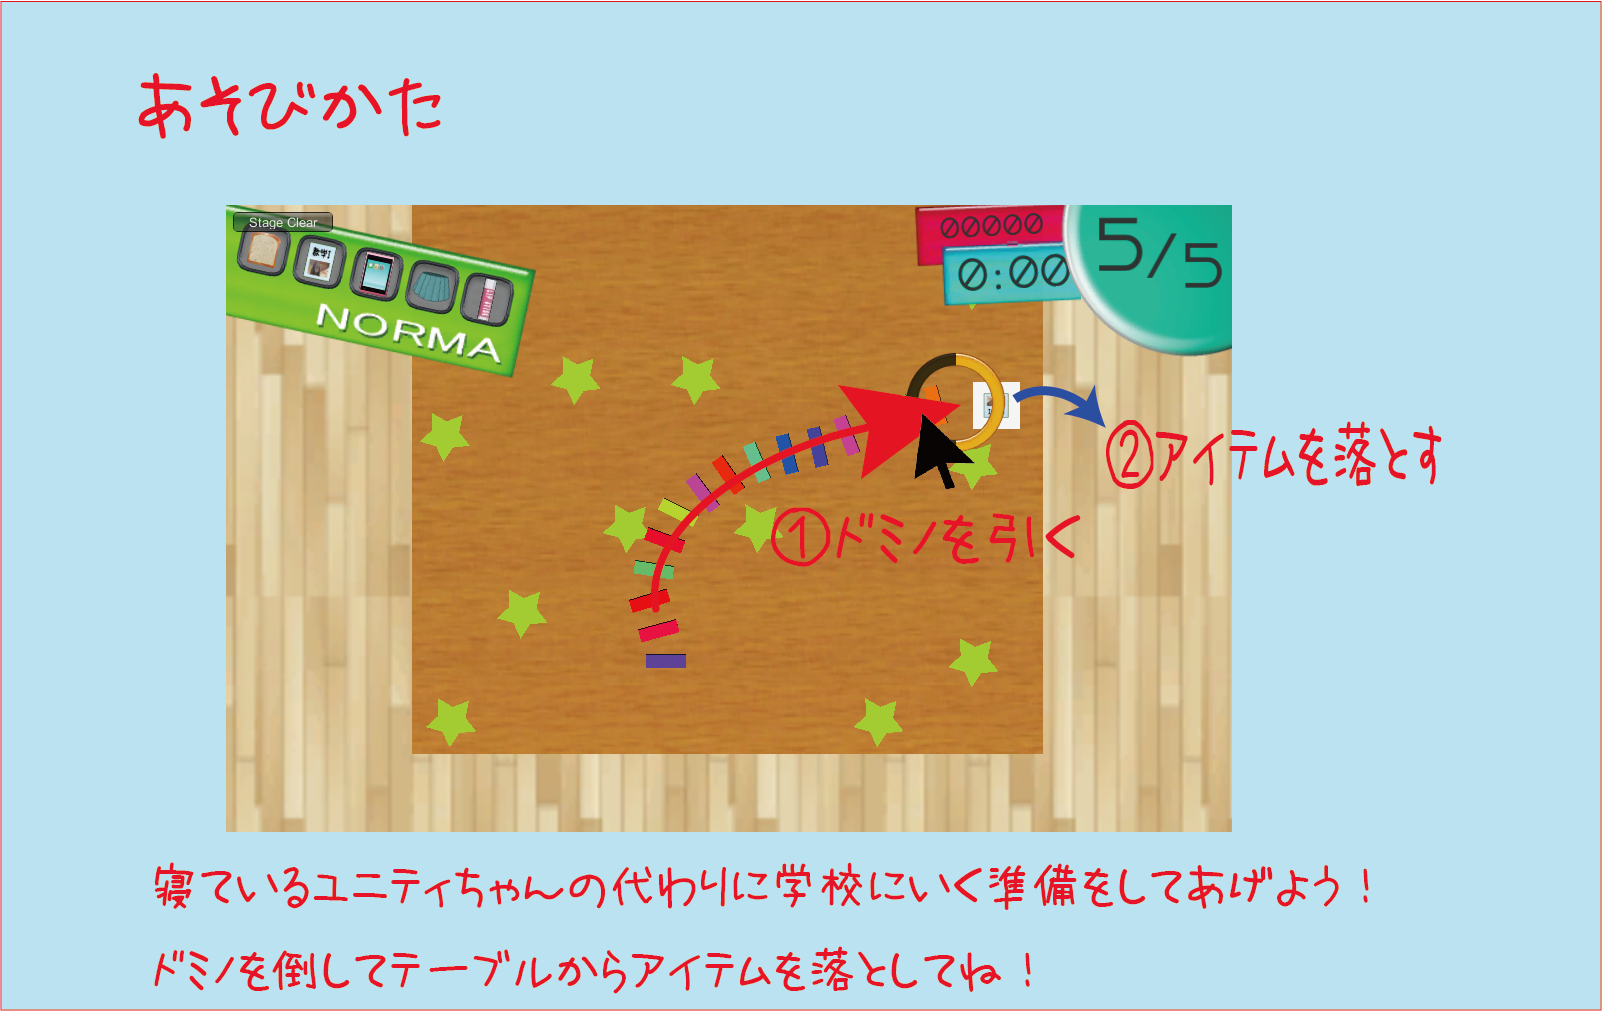 あそびかた
Stage Clear
数学I
NORMA
00000
0:00
5/5
②アイテムを落とす
①ドミノを引く
寝ているユニティちゃんの代わりに学校にいく準備をしてあげよう！
ドミノを倒してテーブルからアイテムを落としてね！